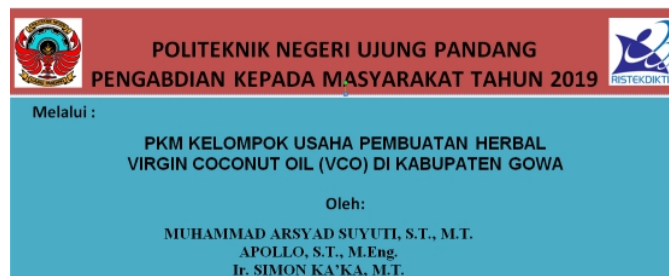 POLITEKNIK NEGERI UJUNG PANDANG
PENGABDIAN KEPADA MASYARAKAT TAHUN 2019
RISTEKDIKTI
Melalui :
PKM KELOMPOK USAHA PEMBUATAN HERBAL
VIRGIN COCONUT OIL (VCO) DI KABUPATEN GOWA
Oleh:
MUHAMMAD ARSYAD SUYUTI, S.T., M.T.
APOLLO, S.T., M.Eng.
Ir. SIMON KA'KA, M.T.